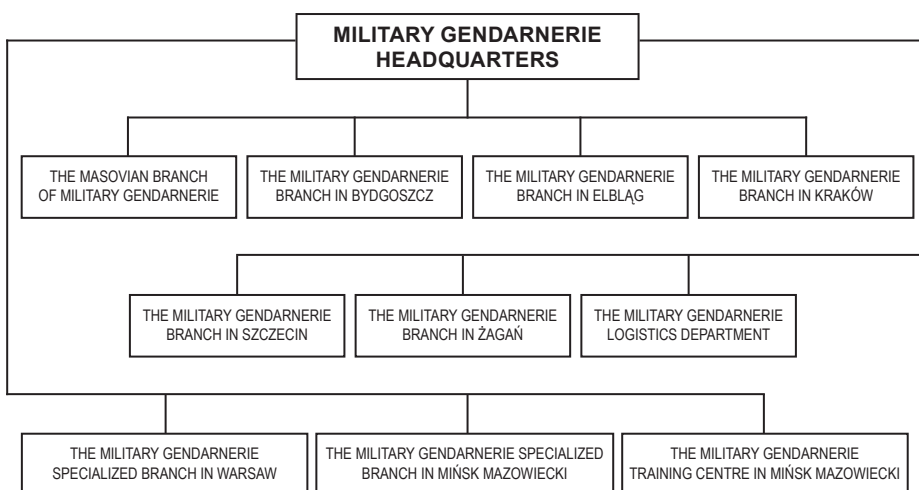 MILITARY GENDARNERIE
HEADQUARTERS
THE MASOVIAN BRANCH
OF MILITARY GENDARNERIE
THE MILITARY GENDARNERIE
BRANCH IN BYDGOSZCZ
THE MILITARY GENDARNERIE
BRANCH IN ELBLĄG
THE MILITARY GENDARNERIE
BRANCH IN KRAKÓW
THE MILITARY GENDARNERIE
BRANCH IN SZCZECIN
THE MILITARY GENDARNERIE
BRANCH IN ŻAGAŃ
THE MILITARY GENDARNERIE
LOGISTICS DEPARTMENT
THE MILITARY GENDARNERIE
SPECIALIZED BRANCH IN WARSAW
THE MILITARY GENDARNERIE SPECIALIZED
BRANCH IN MIŃSK MAZOWIECKI
THE MILITARY GENDARNERIE
TRAINING CENTRE IN MIŃSK MAZOWIECKI